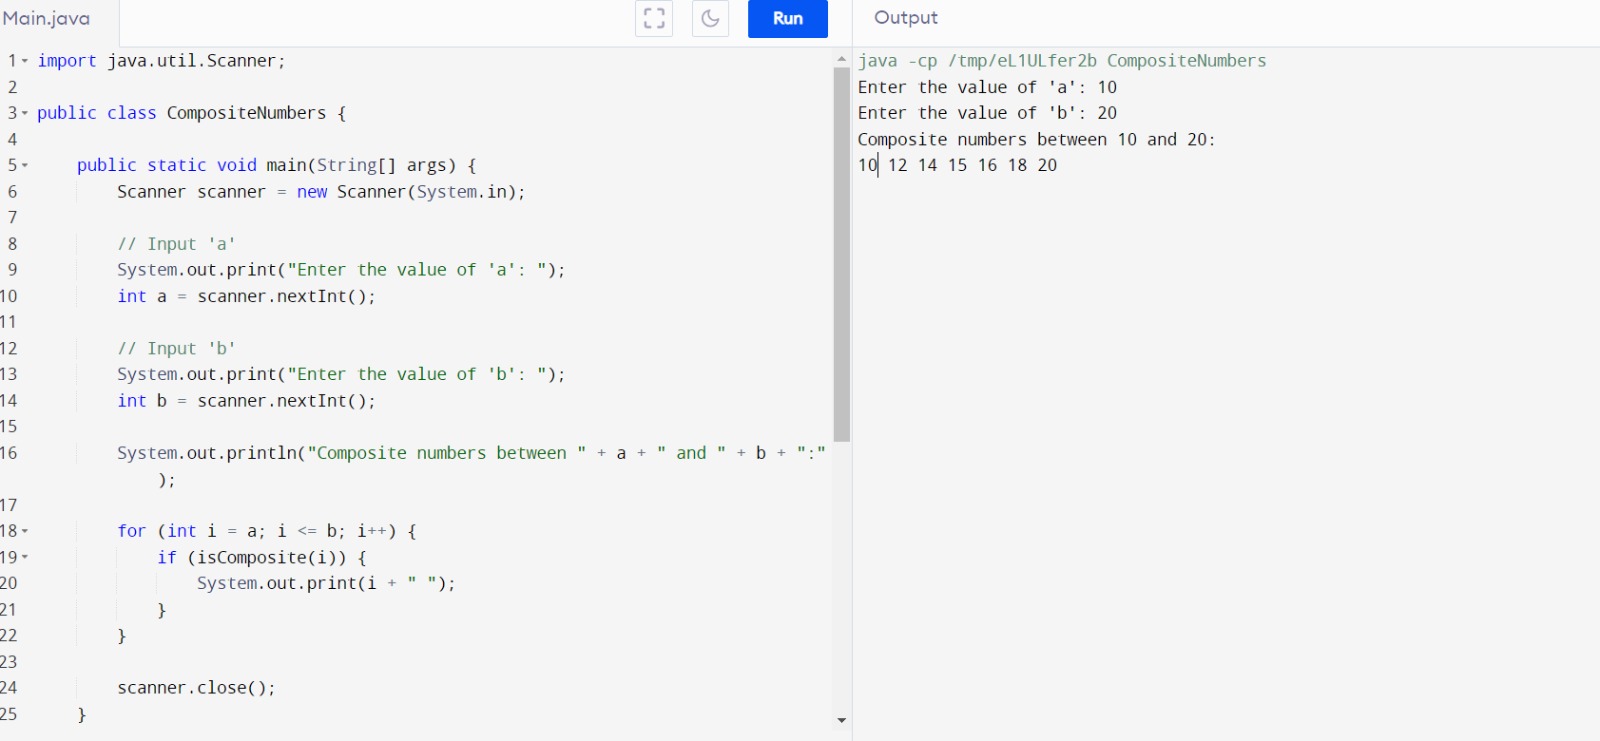 Main.java
Run
Output
1 import java.util.Scanner;
2
3 public class CompositeNumbers {
4
5     public static void main(String[] args) {
6         Scanner scanner = new Scanner(System.in);
7
8         // Input 'a'
9         System.out.print("Enter the value of 'a': ");
10         int a = scanner.nextInt();
11
12         // Input 'b'
13         System.out.print("Enter the value of 'b': ");
14         int b = scanner.nextInt();
15
16         System.out.println("Composite numbers between " + a + " and " + b + ":"
            );
17
18         for (int i = a; i <= b; i++) {
19             if (isComposite(i)) {
20                 System.out.print(i + " ");
21             }
22         }
23
24         scanner.close();
25     }
java -cp /tmp/eL1ULfer2b CompositeNumbers
Enter the value of 'a': 10
Enter the value of 'b': 20
Composite numbers between 10 and 20:
10 12 14 15 16 18 20